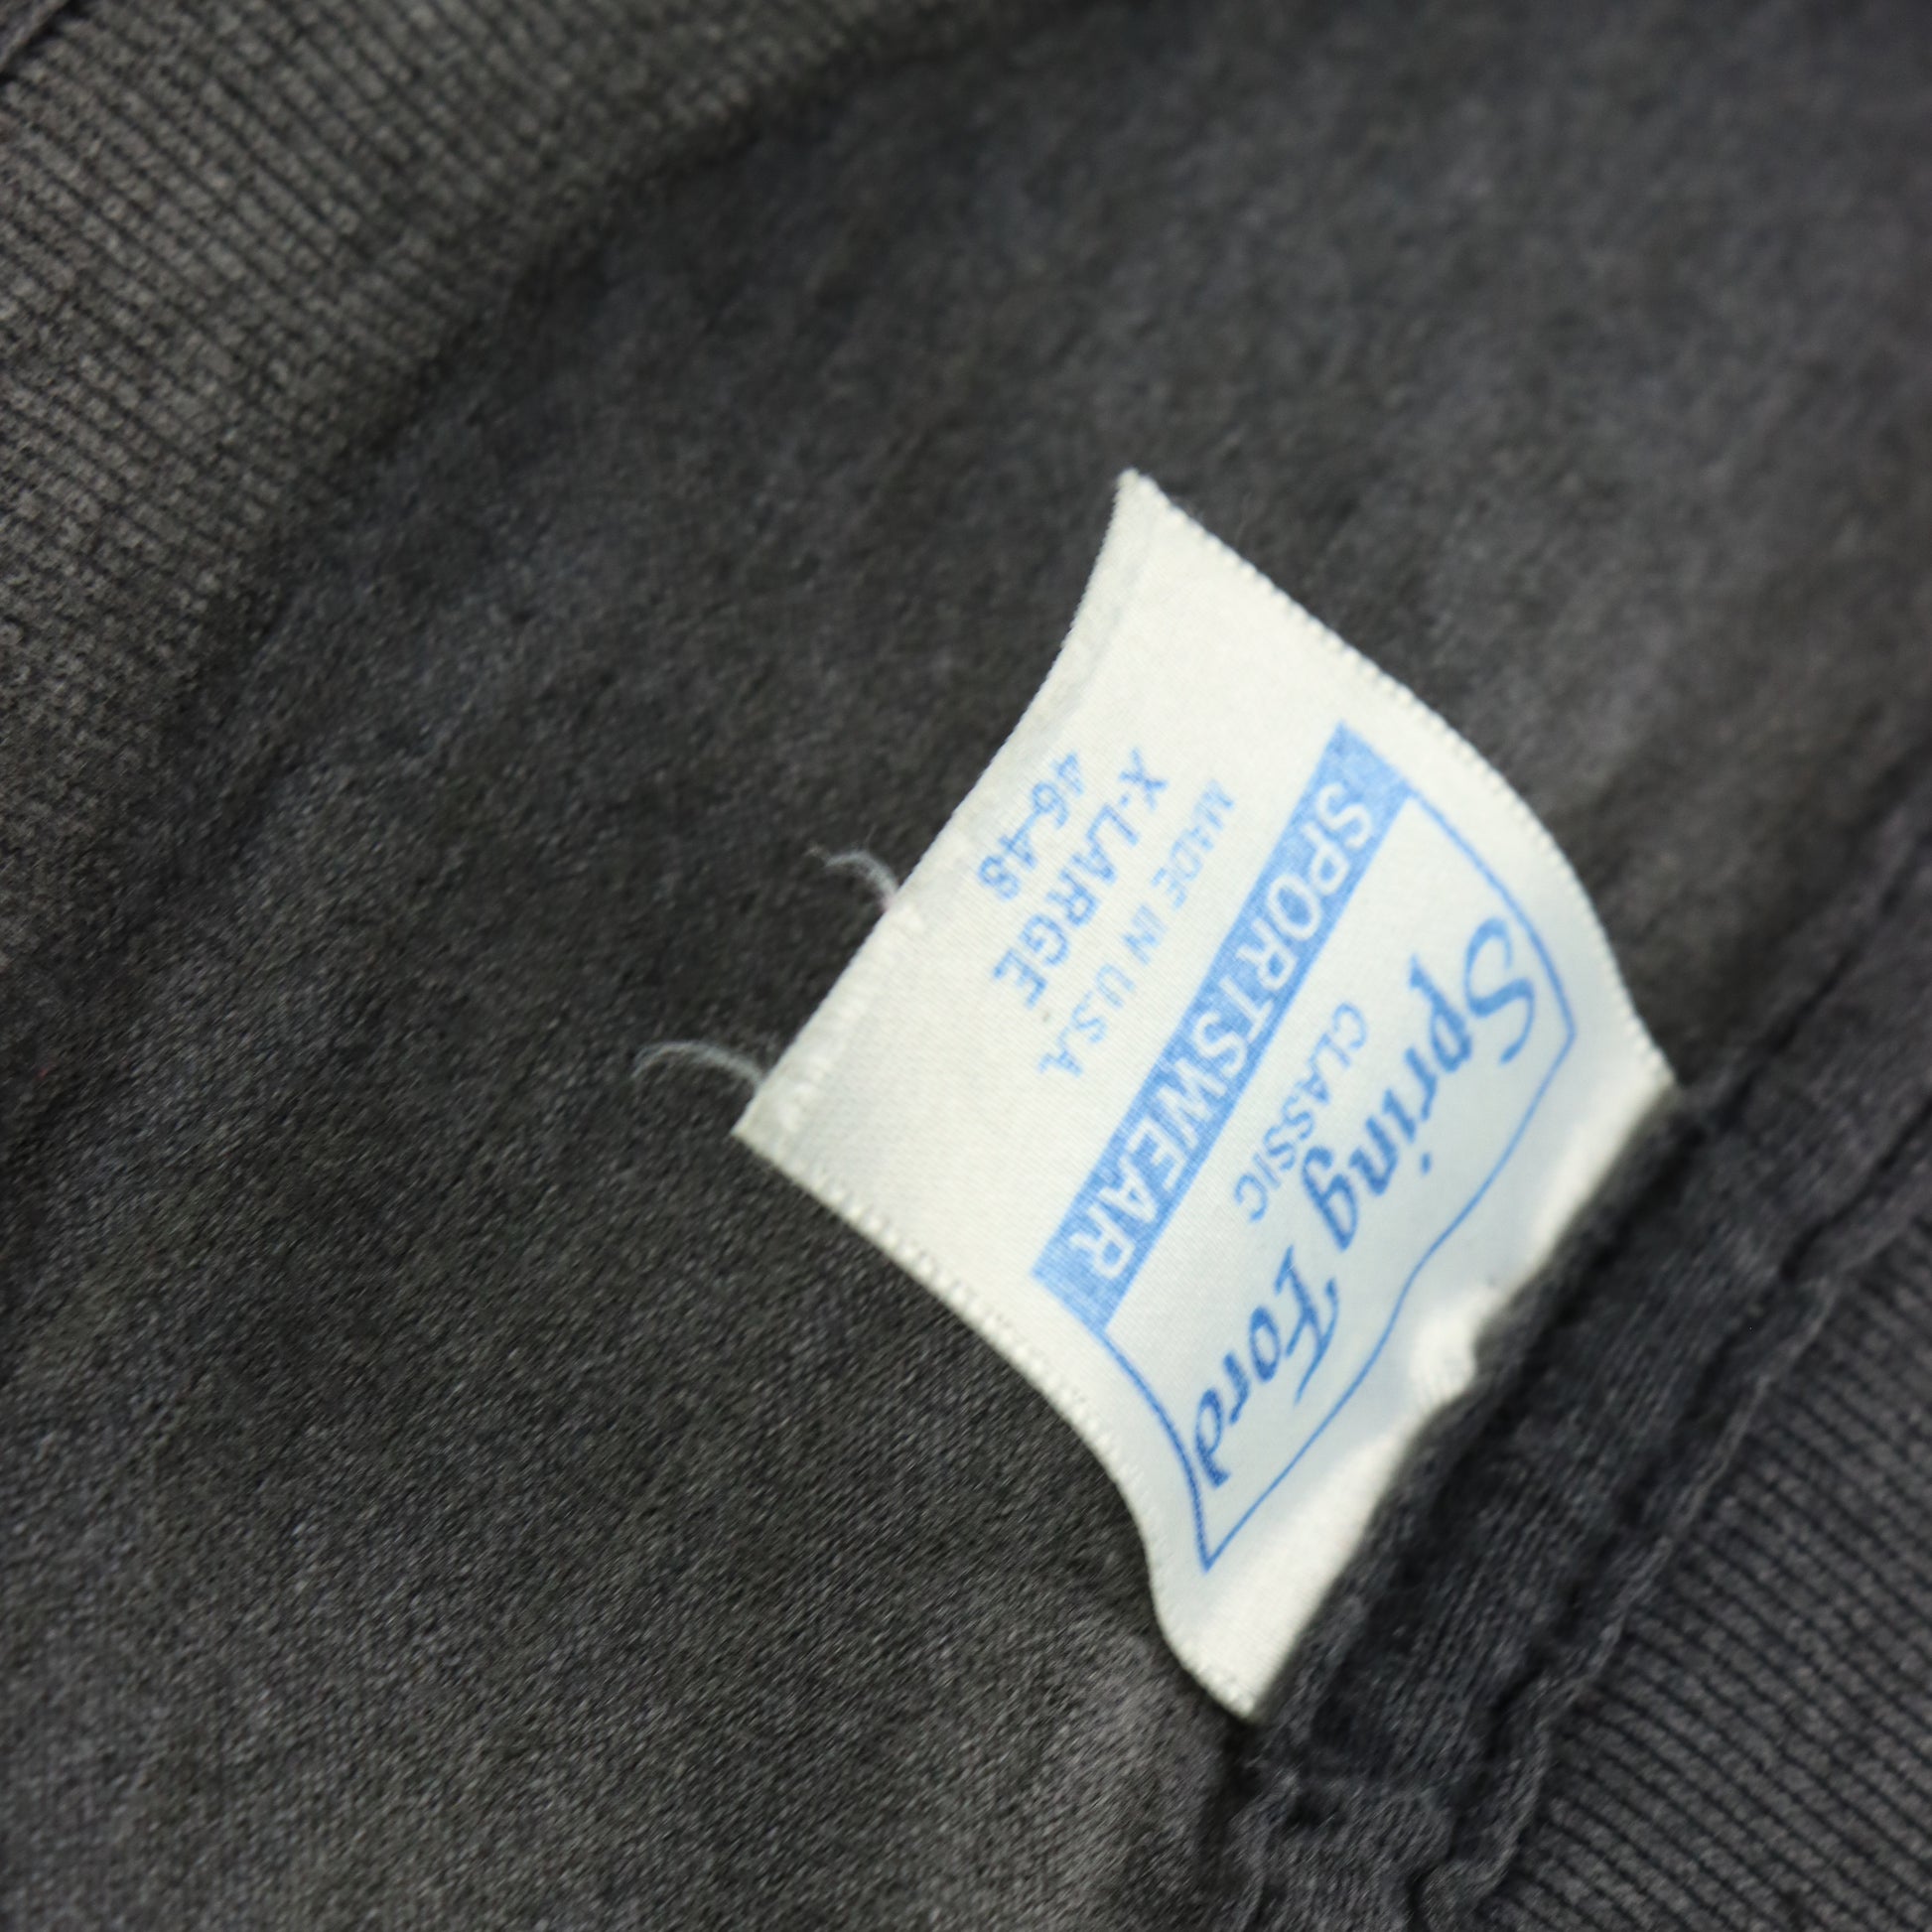 Spring Ford
CLASSIC
SPORTSWEAR
MADE IN U.S.A.
X-LARGE
46-48